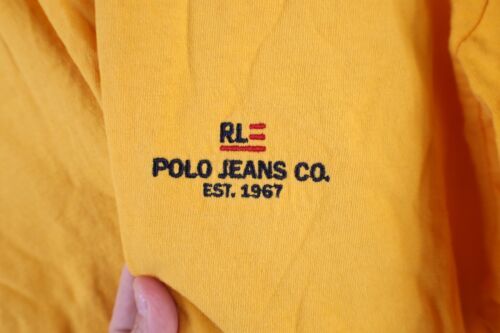 RL
POLO JEANS CO.
EST. 1967